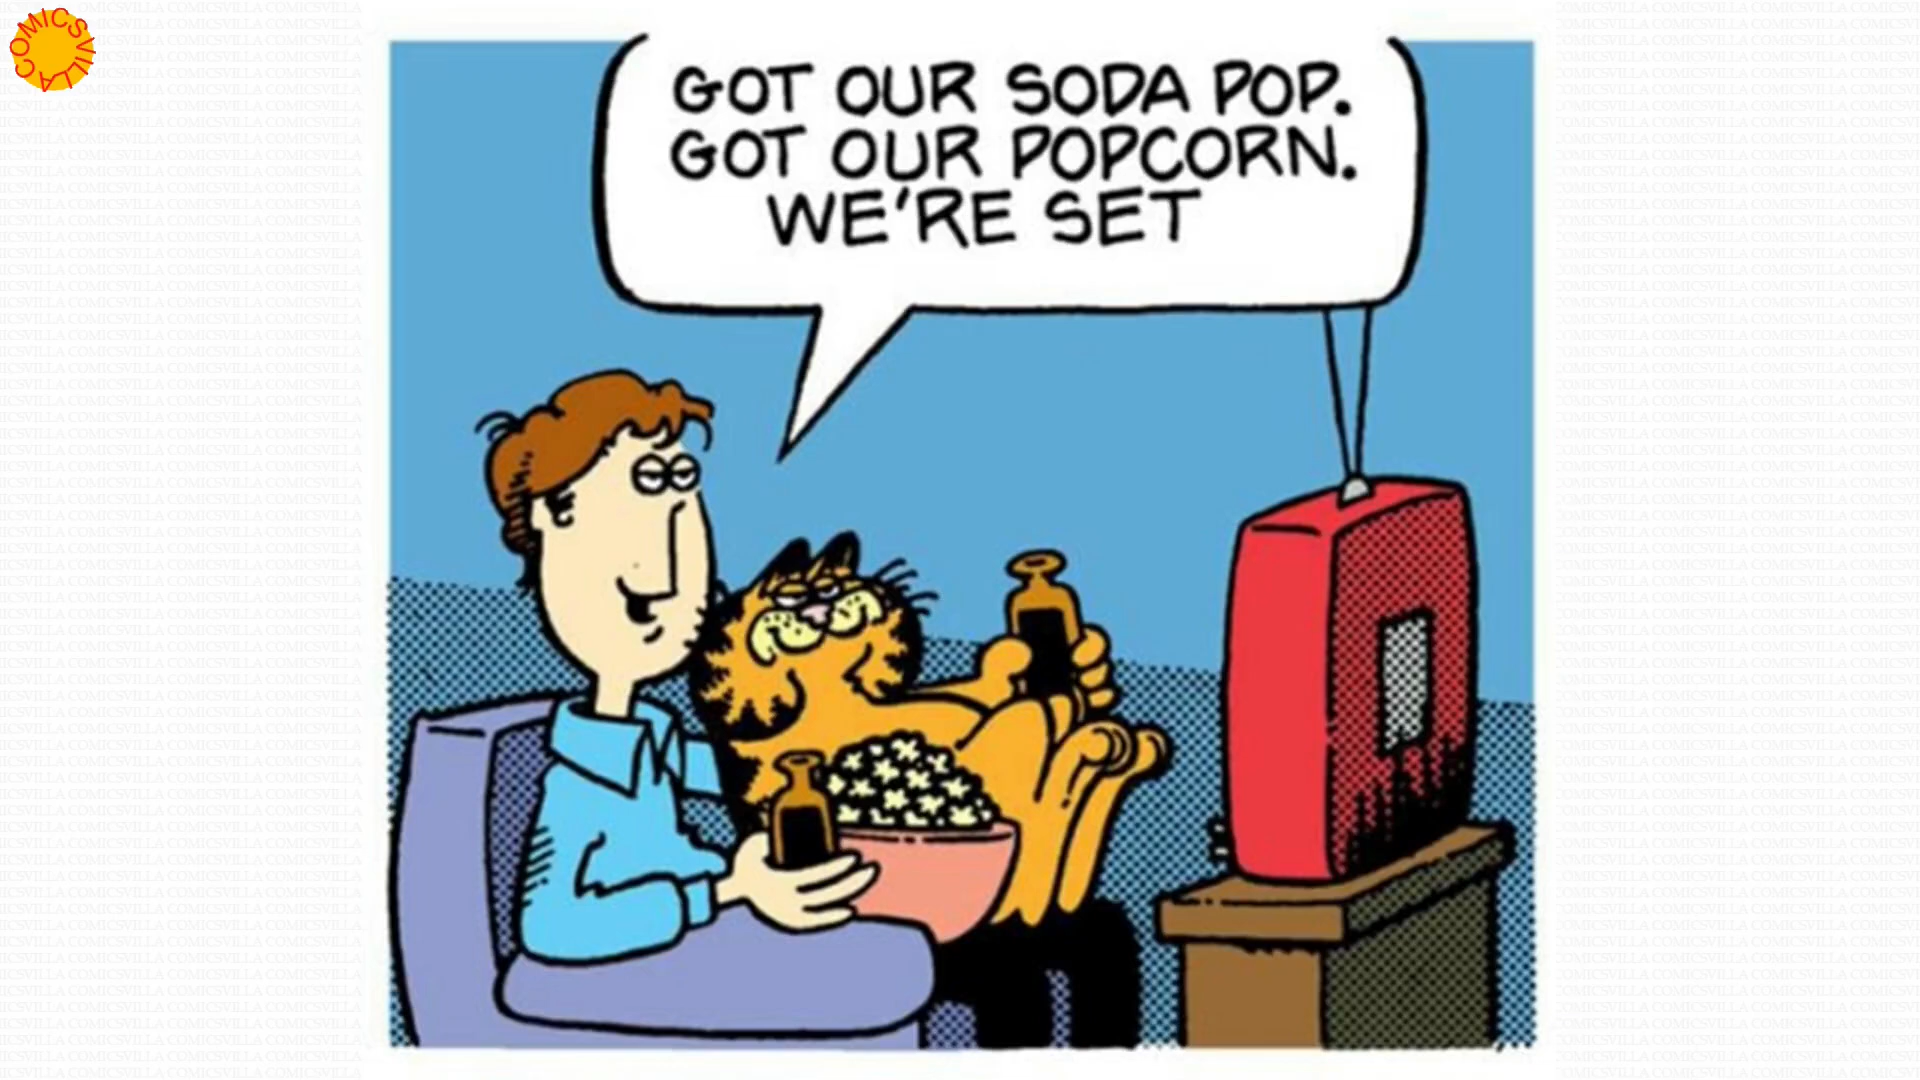 COMICSVILLA
GOT OUR SODA POP.
GOT OUR POPCORN.
WE'RE SET